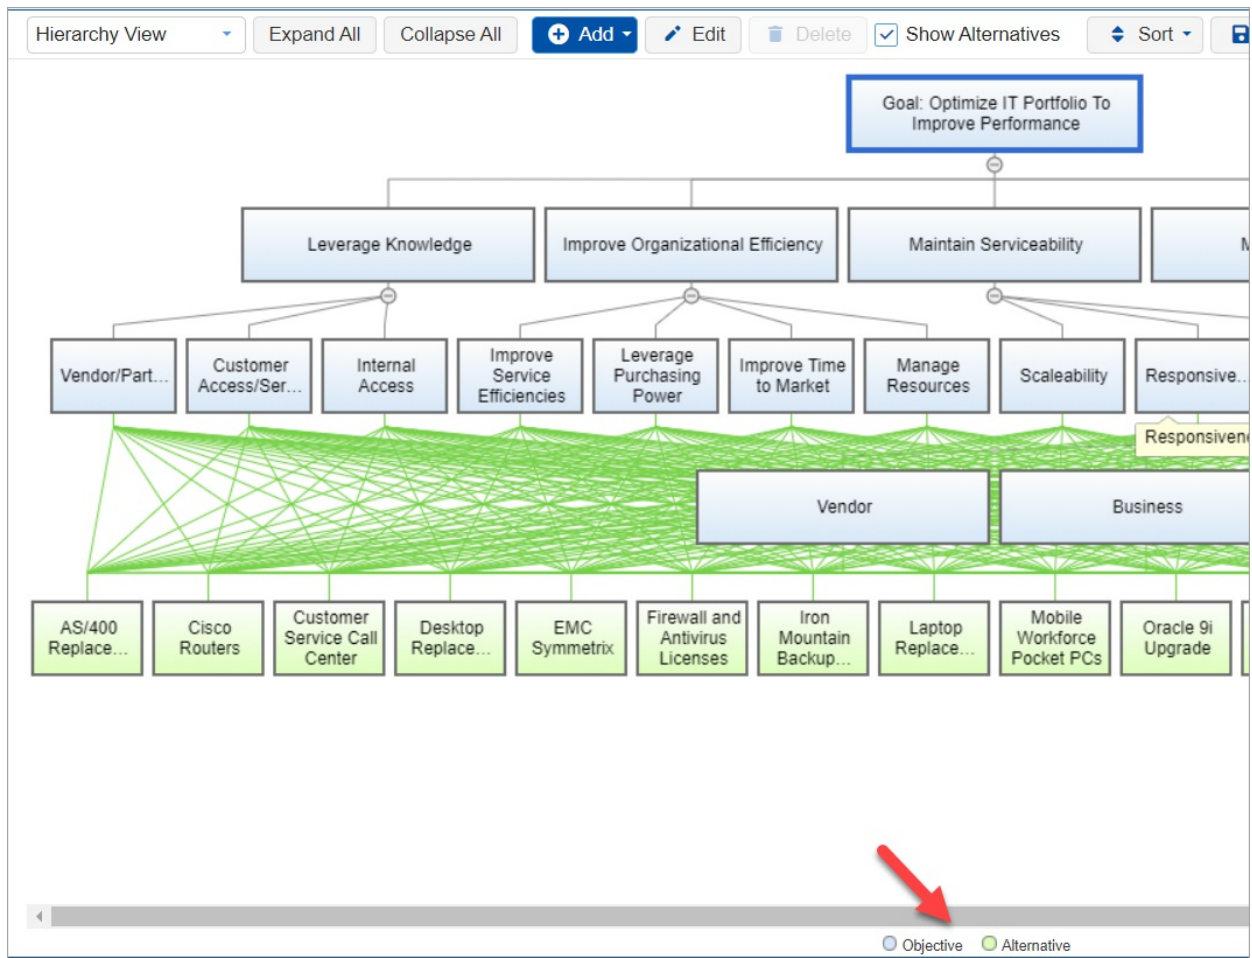 Hierarchy View
Expand All
Collapse All
Add
Edit
Delete
Show Alternatives
Sort
Goal: Optimize IT Portfolio To
Improve Performance
Leverage Knowledge
Improve Organizational Efficiency
Maintain Serviceability
Vendor/Part...
Customer
Access/Ser...
Internal
Access
Improve
Service
Efficiencies
Leverage
Purchasing
Power
Improve Time
to Market
Manage
Resources
Scaleability
Responsive...
Vendor
Business
AS/400
Replace...
Cisco
Routers
Customer
Service Call
Center
Desktop
Replace...
EMC
Symmetrix
Firewall and
Antivirus
Licenses
Iron
Mountain
Backup...
Laptop
Replace...
Mobile
Workforce
Pocket PCs
Oracle 9i
Upgrade
Objective
Alternative